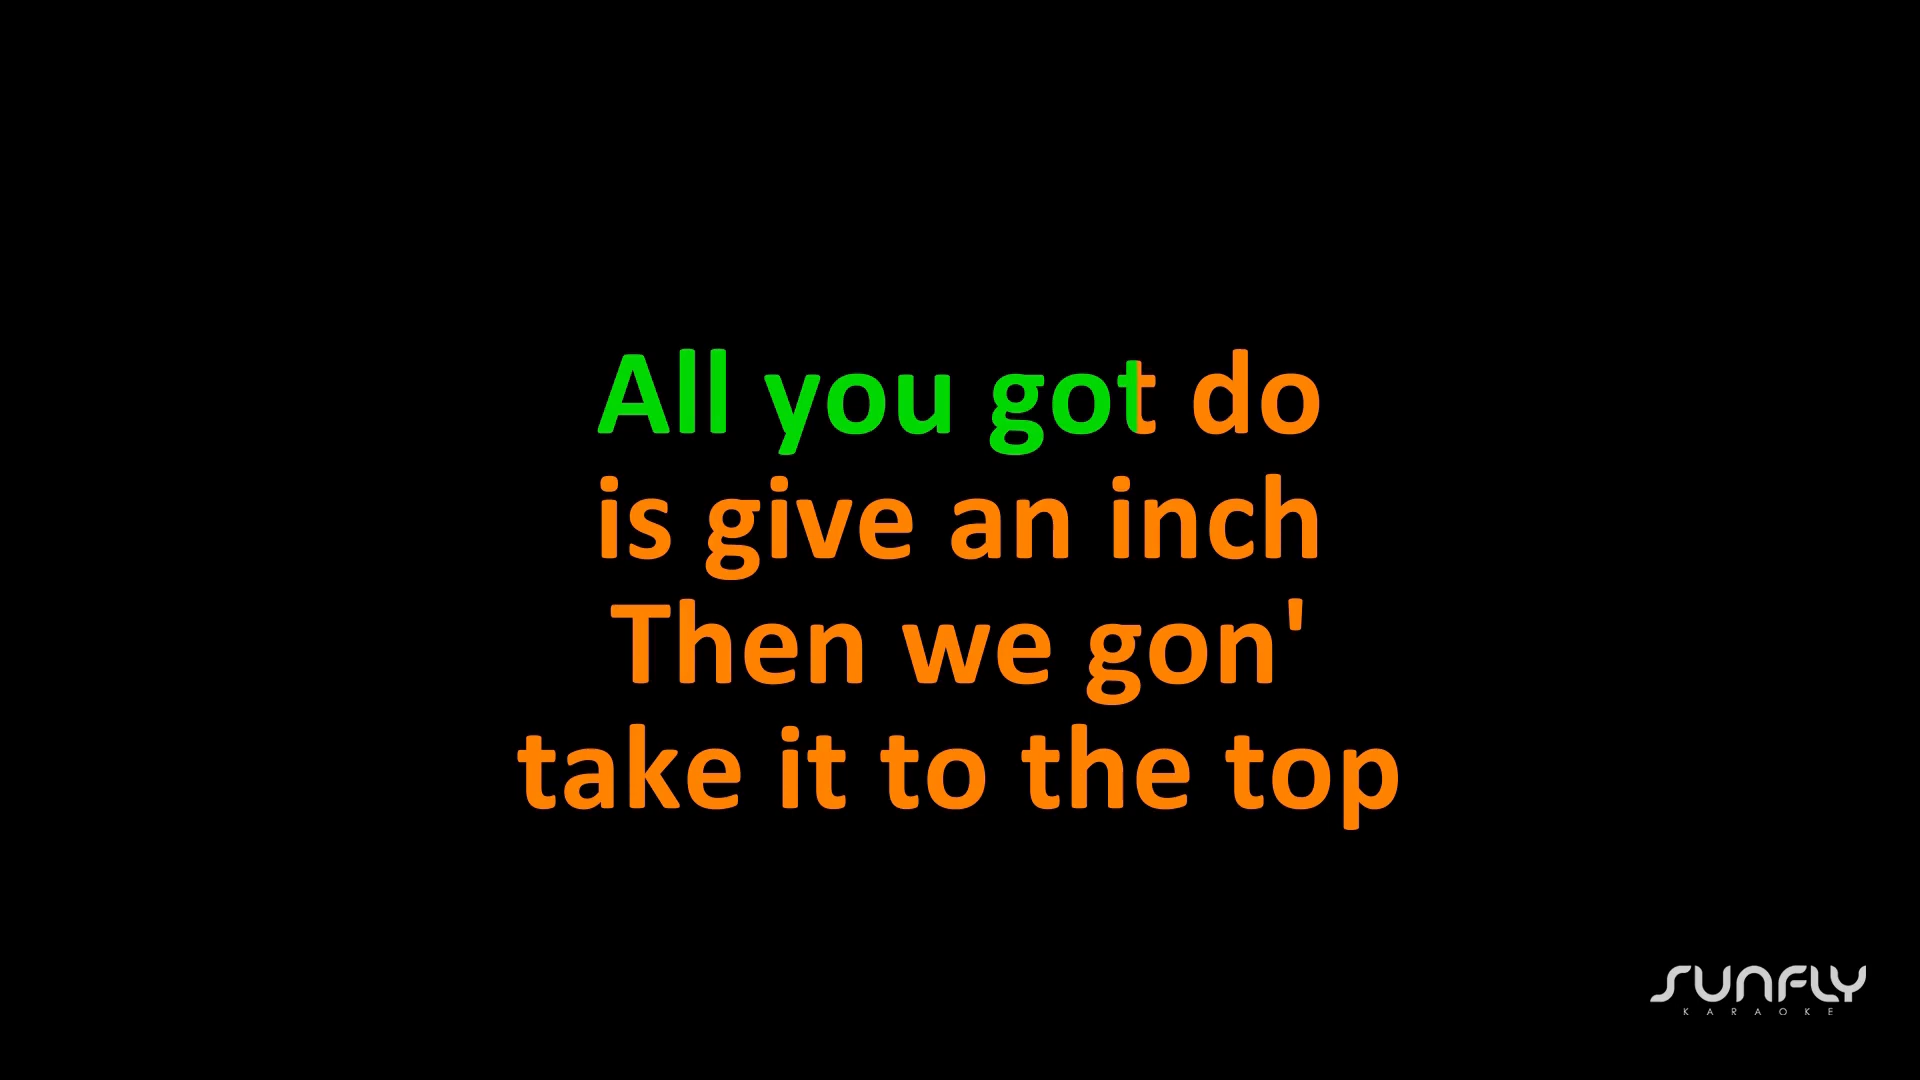 All you got do
is give an inch
Then we gon'
take it to the top
SUNFLY
KARAOKE